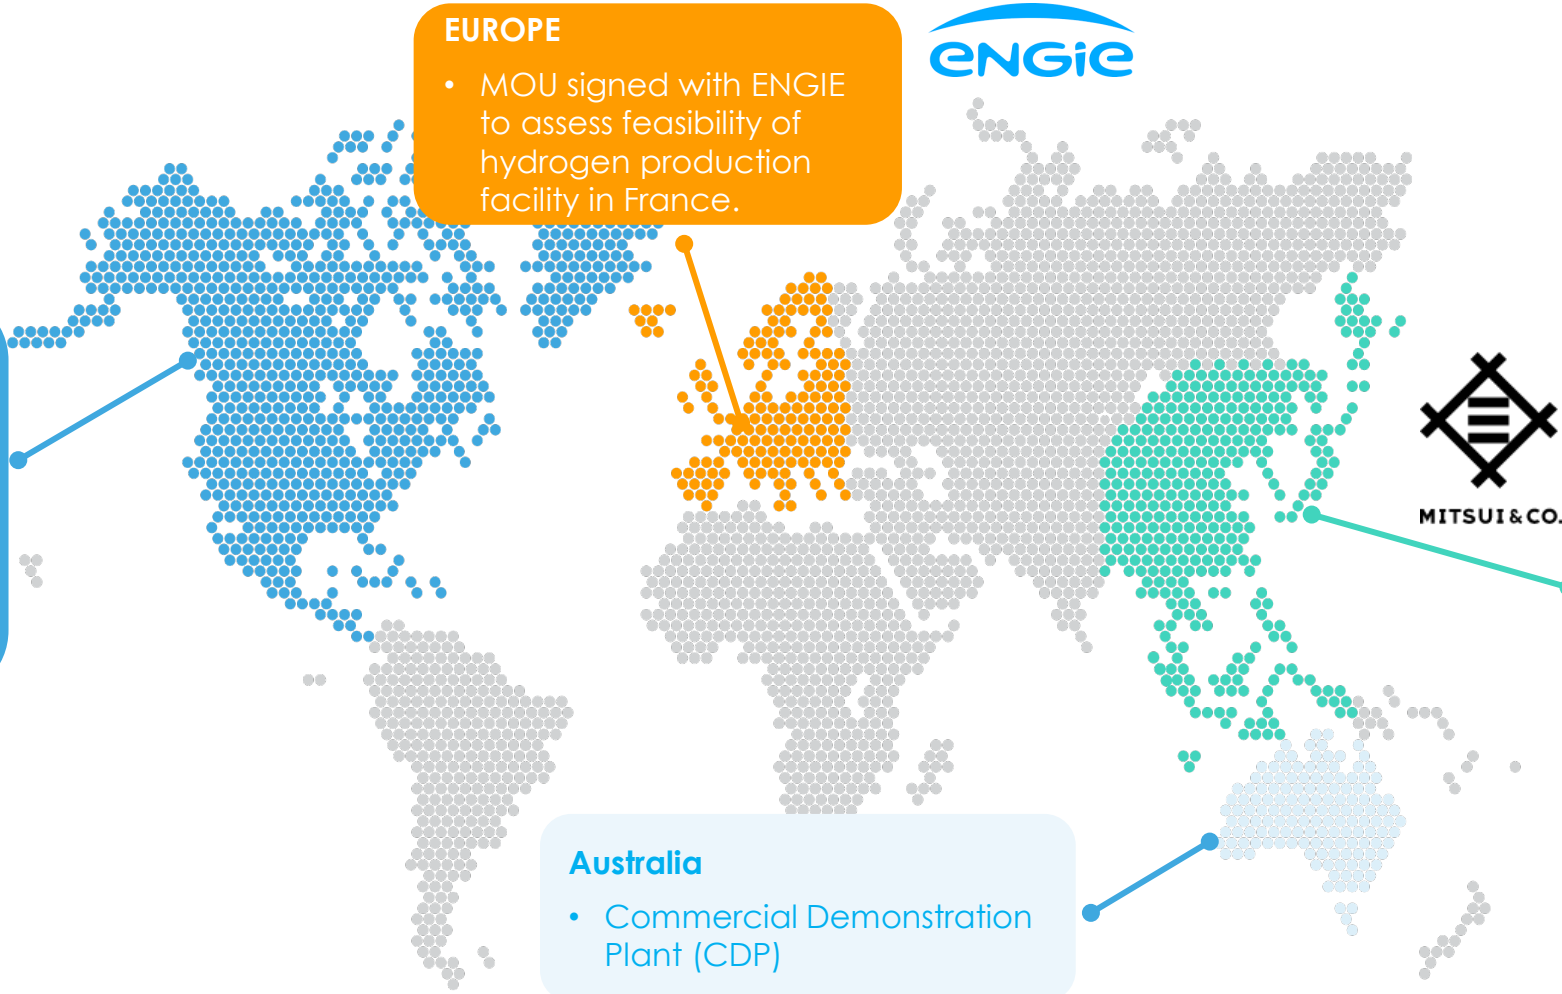 EUROPE
• MOU signed with ENGIE
to assess feasibility of
hydrogen production
facility in France.
ENGIE
MITSUI & CO.
Australia
• Commercial Demonstration
Plant (CDP)